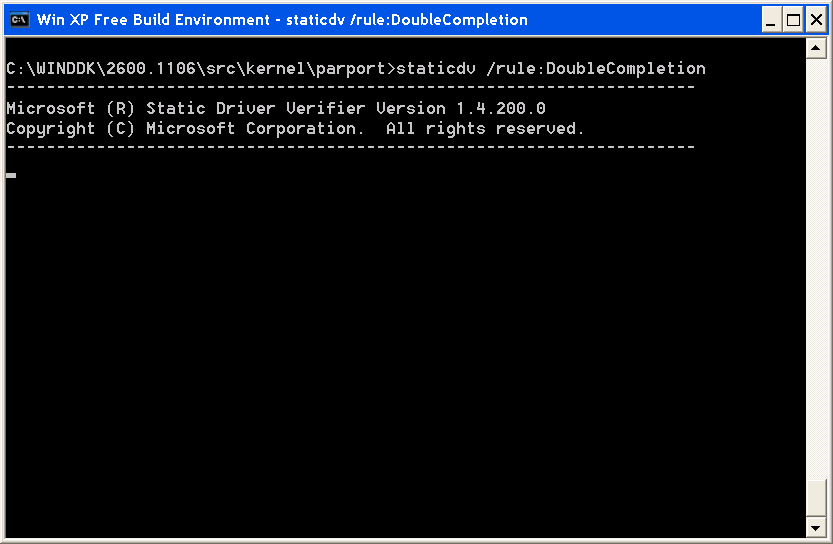 Win XP Free Build Environment - staticdv /rule:DoubleCompletion
C:\WINDDK\2600.1106\src\kernel\parport>staticdv /rule:DoubleCompletion
---------------------------------------------------------------------
Microsoft (R) Static Driver Verifier Version 1.4.200.0
Copyright (C) Microsoft Corporation.  All rights reserved.
---------------------------------------------------------------------